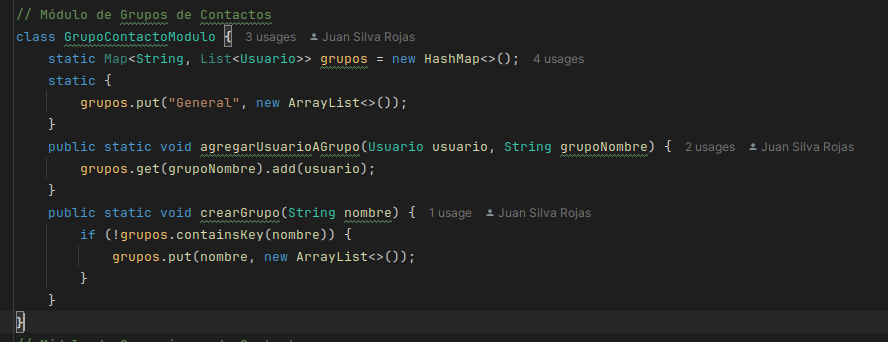 // Módulo de Grupos de Contactos
class GrupoContactoModulo { 3 usages Juan Silva Rojas
static Map<String, List<Usuario>> grupos = new HashMap<>(); 4 usages
static {
grupos.put("General", new ArrayList<>());
}
public static void agregarUsuarioAGrupo(Usuario usuario, String grupoNombre) { 2 usages Juan Silva Rojas
grupos.get(grupoNombre).add(usuario);
}
public static void crearGrupo(String nombre) { 1 usage Juan Silva Rojas
if (!grupos.containsKey(nombre)) {
grupos.put(nombre, new ArrayList<>());
}
}
}